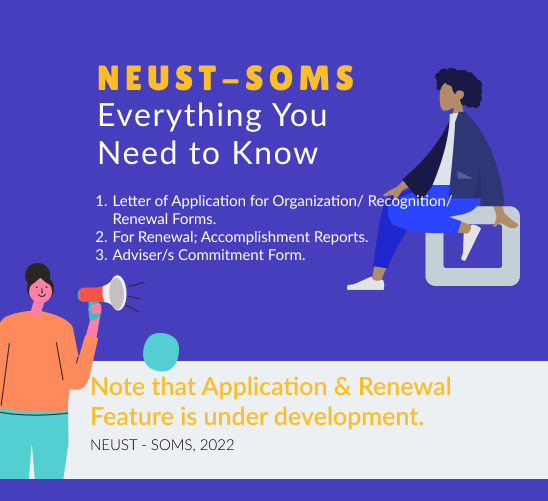 NEUST–SOMS
Everything You
Need to Know
1. Letter of Application for Organization/ Recognition/
Renewal Forms.
2. For Renewal; Accomplishment Reports.
3. Adviser/s Commitment Form.
Note that Application & Renewal
Feature is under development.
NEUST - SOMS, 2022